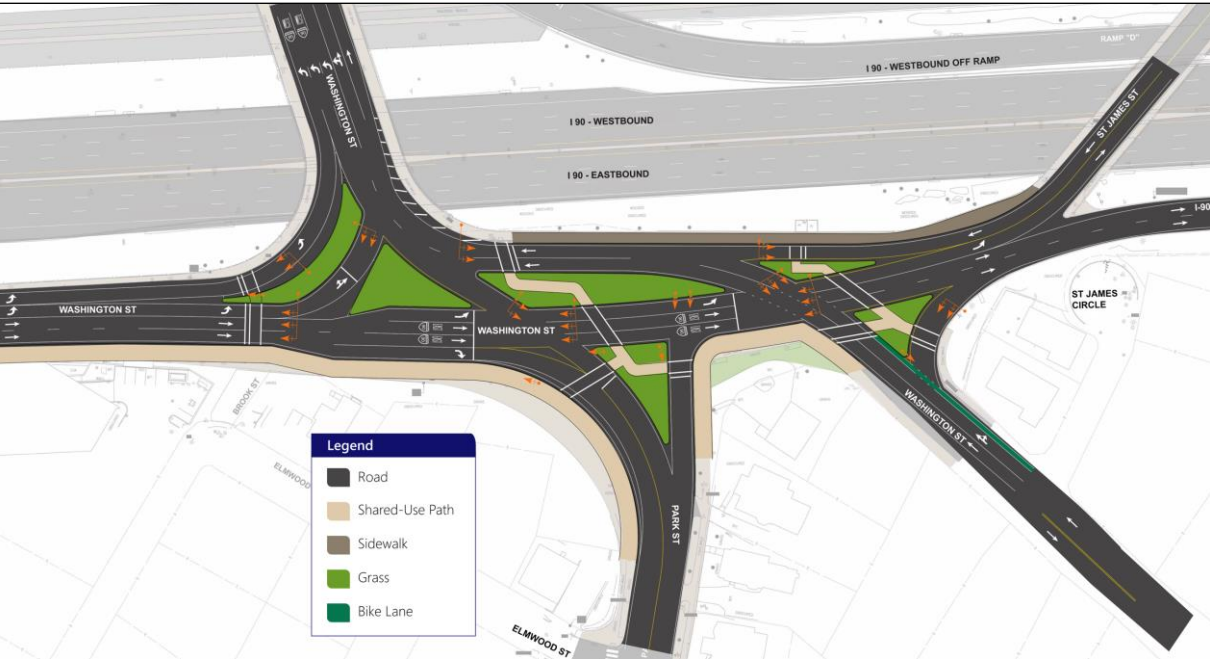 RAMP "D"
I 90 - WESTBOUND OFF RAMP
WASHINGTON ST
I 90 - WESTBOUND
ST JAMES ST
I 90 - EASTBOUND
I-90
WASHINGTON ST
WASHINGTON ST
ST JAMES
CIRCLE
BROOK ST
WASHINGTON ST
ELMWOOD
Legend
Road
Shared-Use Path
Sidewalk
Grass
Bike Lane
PARK ST
ELMWOOD ST